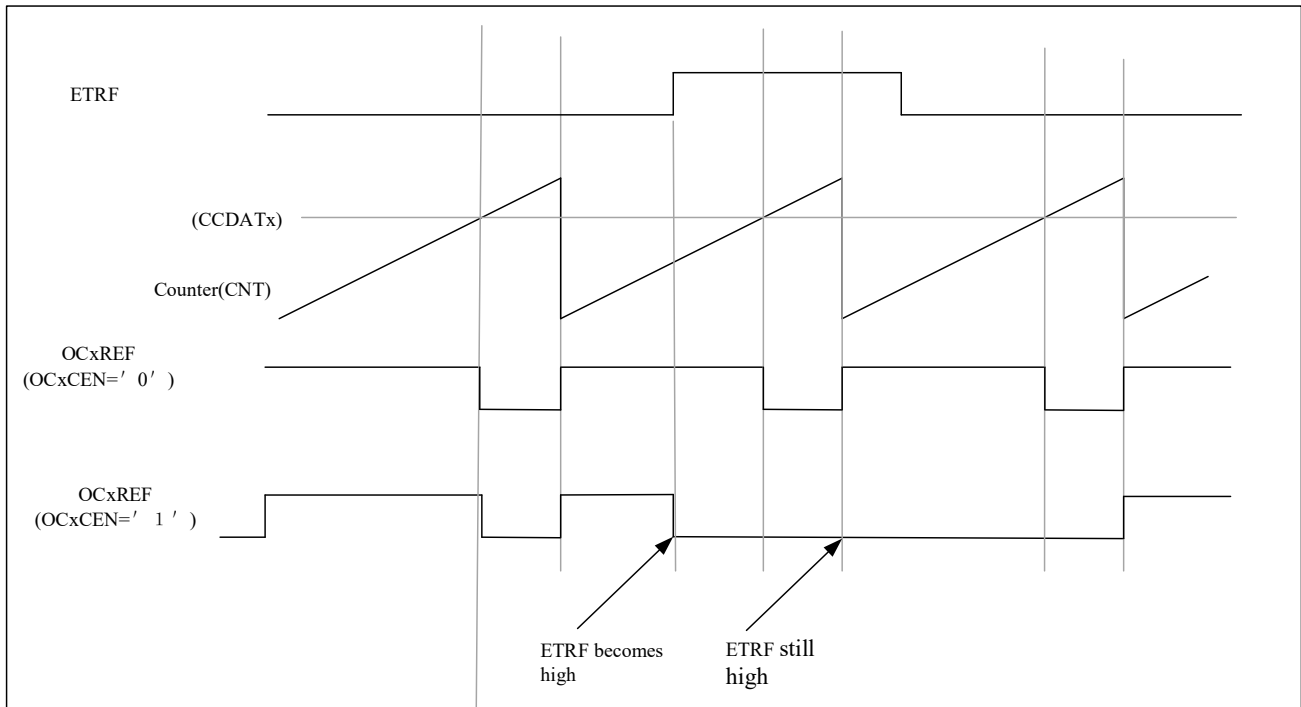 ETRF
(CCDATx)
Counter(CNT)
OCxREF
(OCxCEN=＇0＇)
OCxREF
(OCxCEN=＇ 1 ＇)
ETRF becomes
high
ETRF still
high